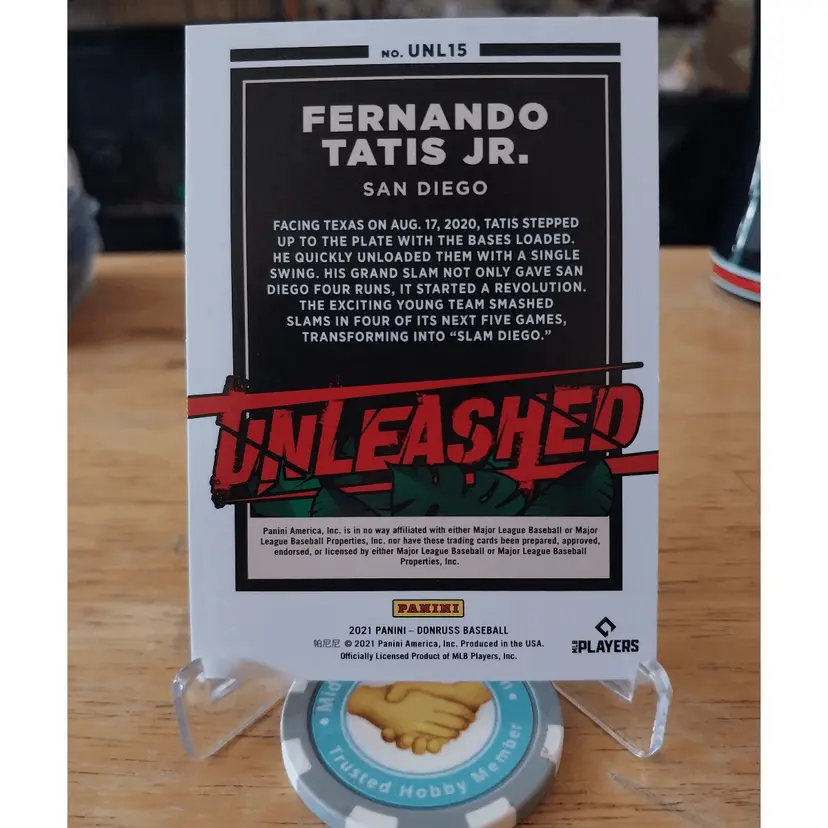 NO. UNL15
FERNANDO
TATIS JR.
SAN DIEGO
FACING TEXAS ON AUG. 17, 2020, TATIS STEPPED
UP TO THE PLATE WITH THE BASES LOADED.
HE QUICKLY UNLOADED THEM WITH A SINGLE
SWING. HIS GRAND SLAM NOT ONLY GAVE SAN
DIEGO FOUR RUNS, IT STARTED A REVOLUTION.
THE EXCITING YOUNG TEAM SMASHED
SLAMS IN FOUR OF ITS NEXT FIVE GAMES,
TRANSFORMING INTO “SLAM DIEGO.”
UNLEASHED
Panini America, Inc. is in no way affiliated with either Major League Baseball or Major
League Baseball Properties, Inc. nor have these trading cards been prepared, approved,
endorsed, or licensed by either Major League Baseball or Major League Baseball
Properties, Inc.
PANINI
2021 PANINI – DONRUSS BASEBALL
帕尼尼 © 2021 Panini America, Inc. Produced in the USA.
Officially Licensed Product of MLB Players, Inc.
MLB PLAYERS
Trusted Hobby Member